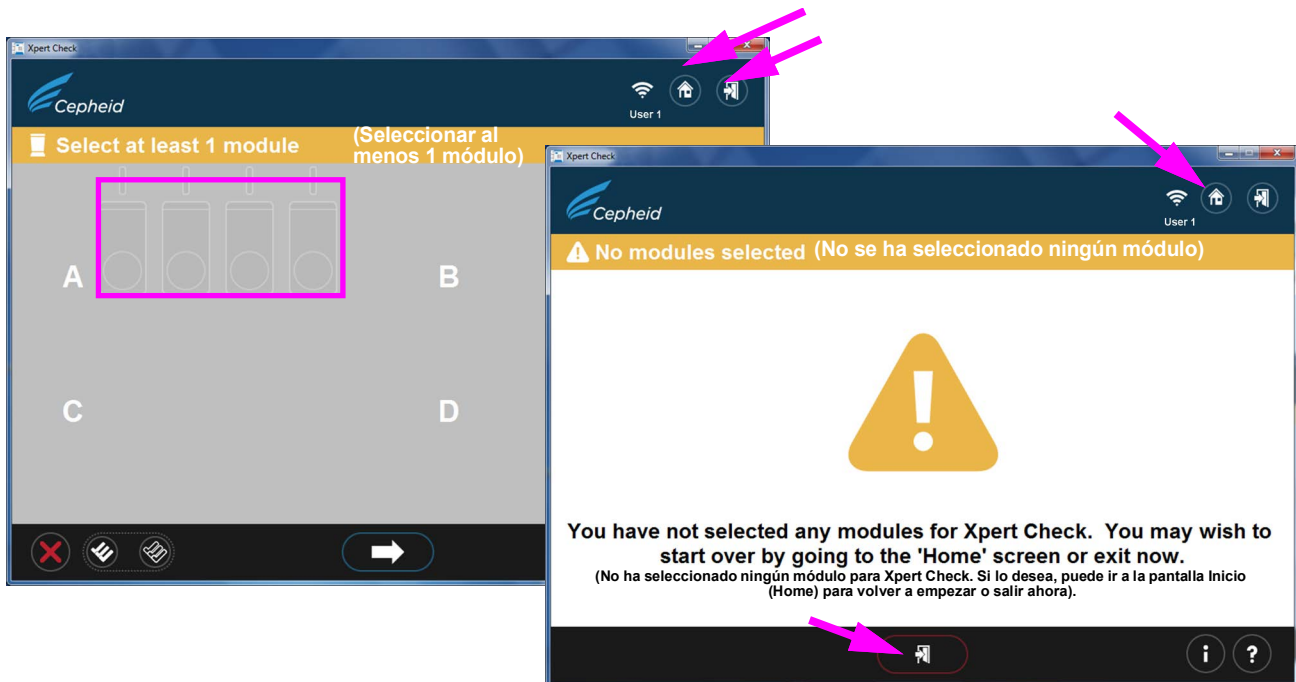 Xpert Check
Cepheid
User 1
Select at least 1 module
(Seleccionar al
menos 1 módulo)
A
B
C
D
Xpert Check
Cepheid
User 1
No modules selected (No se ha seleccionado ningún módulo)
You have not selected any modules for Xpert Check. You may wish to
start over by going to the 'Home' screen or exit now.
(No ha seleccionado ningún módulo para Xpert Check. Si lo desea, puede ir a la pantalla Inicio
(Home) para volver a empezar o salir ahora).
i ?